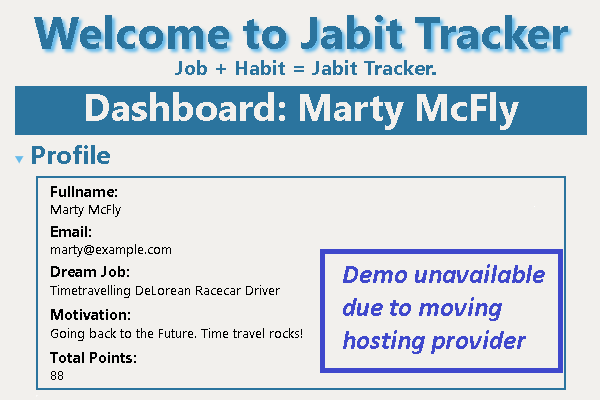 Welcome to Jabit Tracker
Job + Habit = Jabit Tracker.
Dashboard: Marty McFly
Profile
Fullname:
Marty McFly
Email:
marty@example.com
Dream Job:
Timetravelling DeLorean Racecar Driver
Motivation:
Going back to the Future. Time travel rocks!
Total Points:
88
Demo unavailable
due to moving
hosting provider